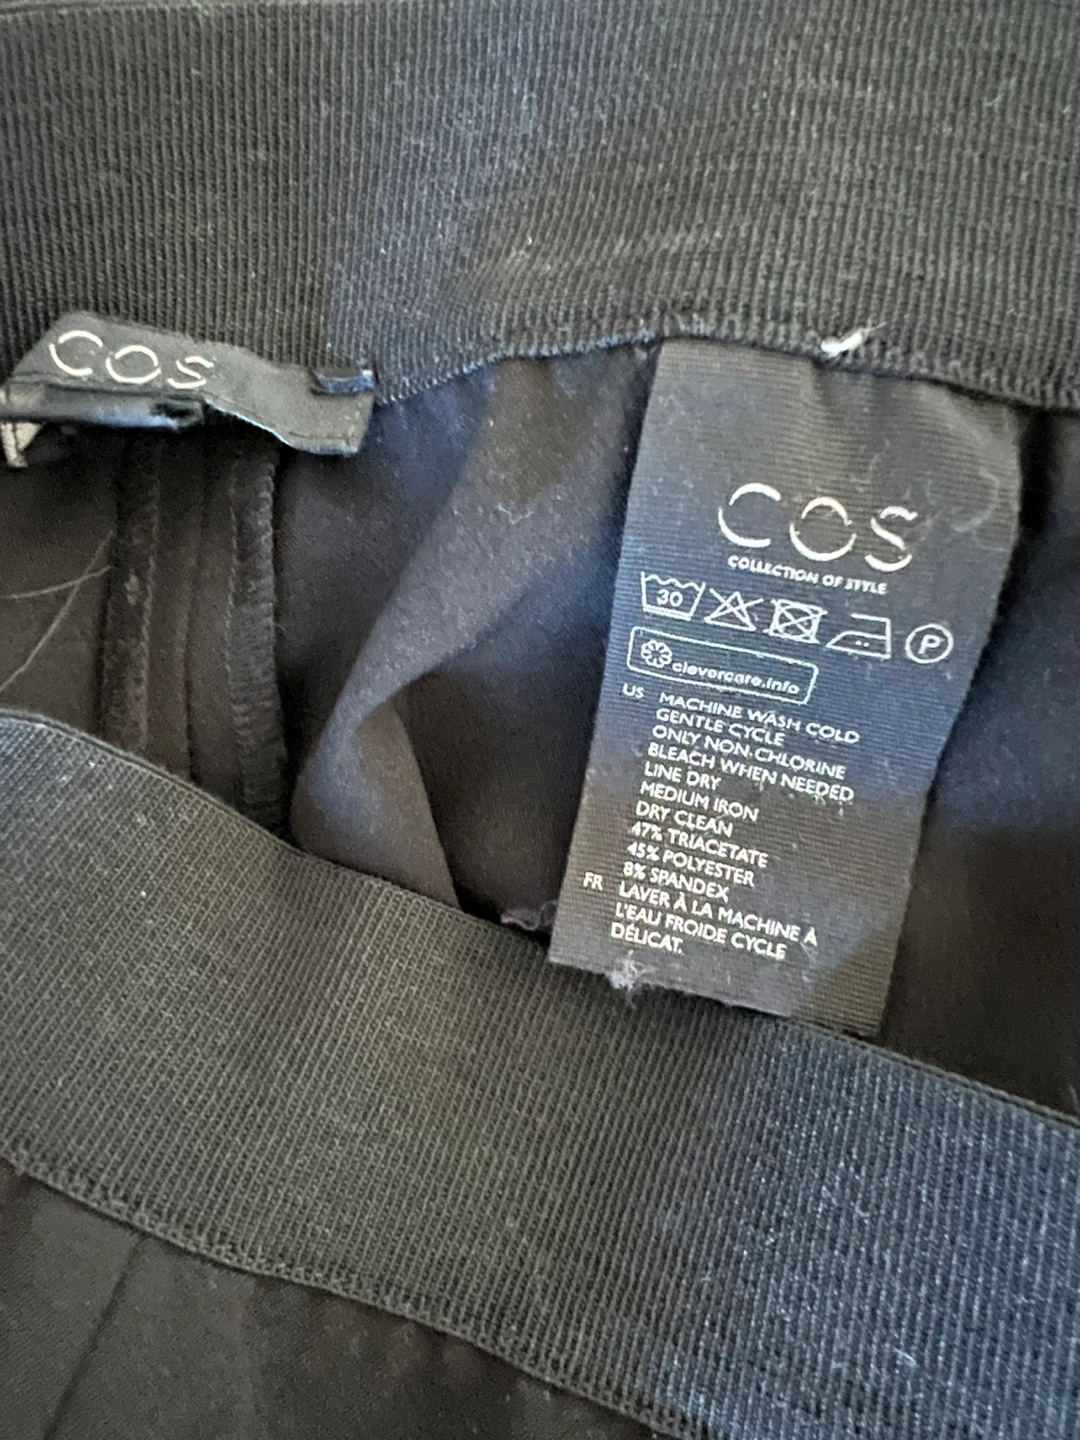 COS
COS
COLLECTION OF STYLE
30
P
clevercare.info
US MACHINE WASH COLD
GENTLE CYCLE
ONLY NON-CHLORINE
BLEACH WHEN NEEDED
LINE DRY
MEDIUM IRON
DRY CLEAN
47% TRIACETATE
45% POLYESTER
8% SPANDEX
FR LAVER À LA MACHINE À
L'EAU FROIDE CYCLE
DÉLICAT.